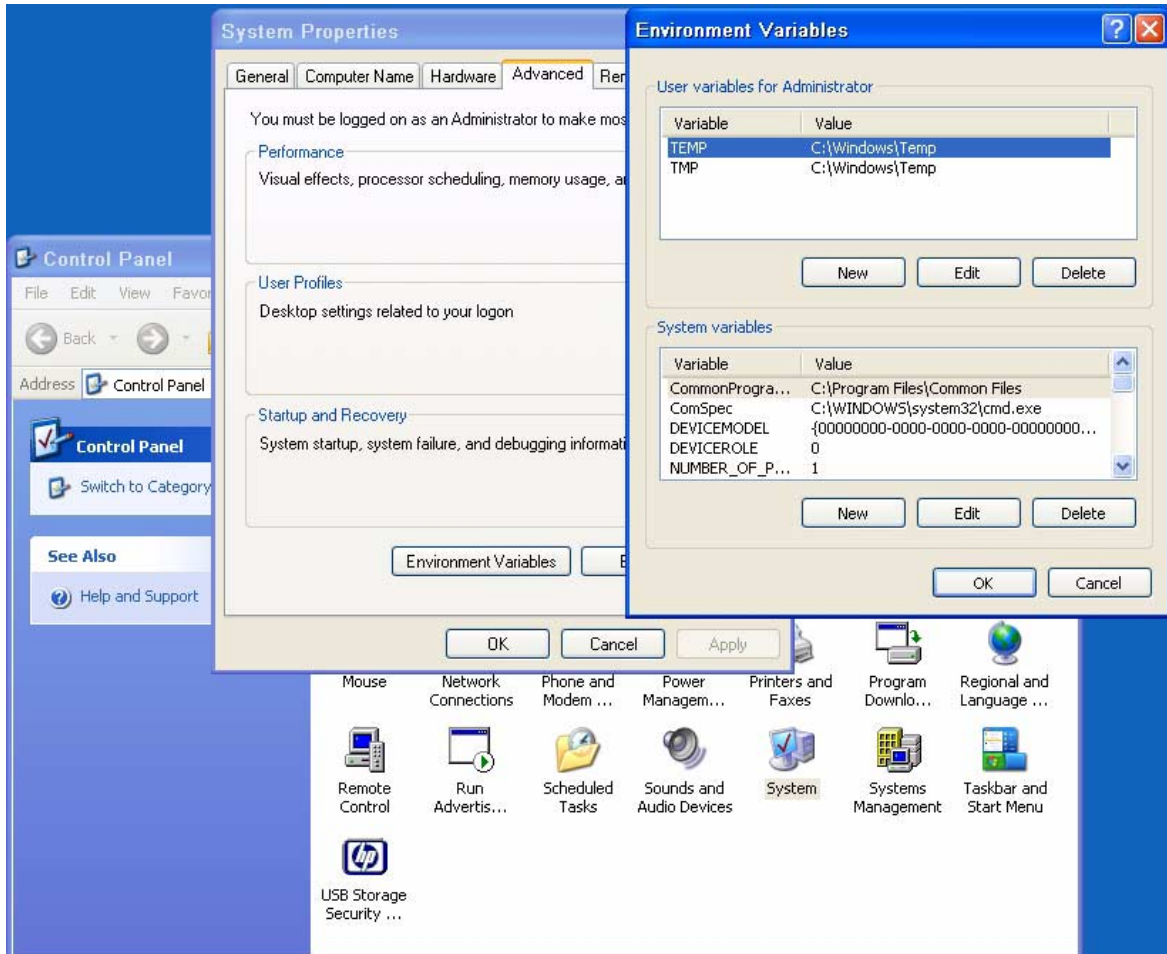 System Properties
General Computer Name Hardware Advanced Rem
You must be logged on as an Administrator to make mos
Performance
Visual effects, processor scheduling, memory usage, a
User Profiles
Desktop settings related to your logon
Startup and Recovery
System startup, system failure, and debugging informati
Environment Variables
OK Cancel Apply
Environment Variables
User variables for Administrator
Variable Value
TEMP C:\Windows\Temp
TMP C:\Windows\Temp
New Edit Delete
System variables
Variable Value
CommonProgra... C:\Program Files\Common Files
ComSpec C:\WINDOWS\system32\cmd.exe
DEVICEMODEL {00000000-0000-0000-0000-00000000...
DEVICEROLE 0
NUMBER_OF_P... 1
New Edit Delete
OK Cancel
Control Panel
File Edit View Favor
Back
Address Control Panel
Control Panel
Switch to Category
See Also
Help and Support
Mouse
Network
Connections
Phone and
Modem ...
Power
Managem...
Printers and
Faxes
Program
Downlo...
Regional and
Language ...
Remote
Control
Run
Advertis...
Scheduled
Tasks
Sounds and
Audio Devices
System
Systems
Management
Taskbar and
Start Menu
hp
USB Storage
Security ...